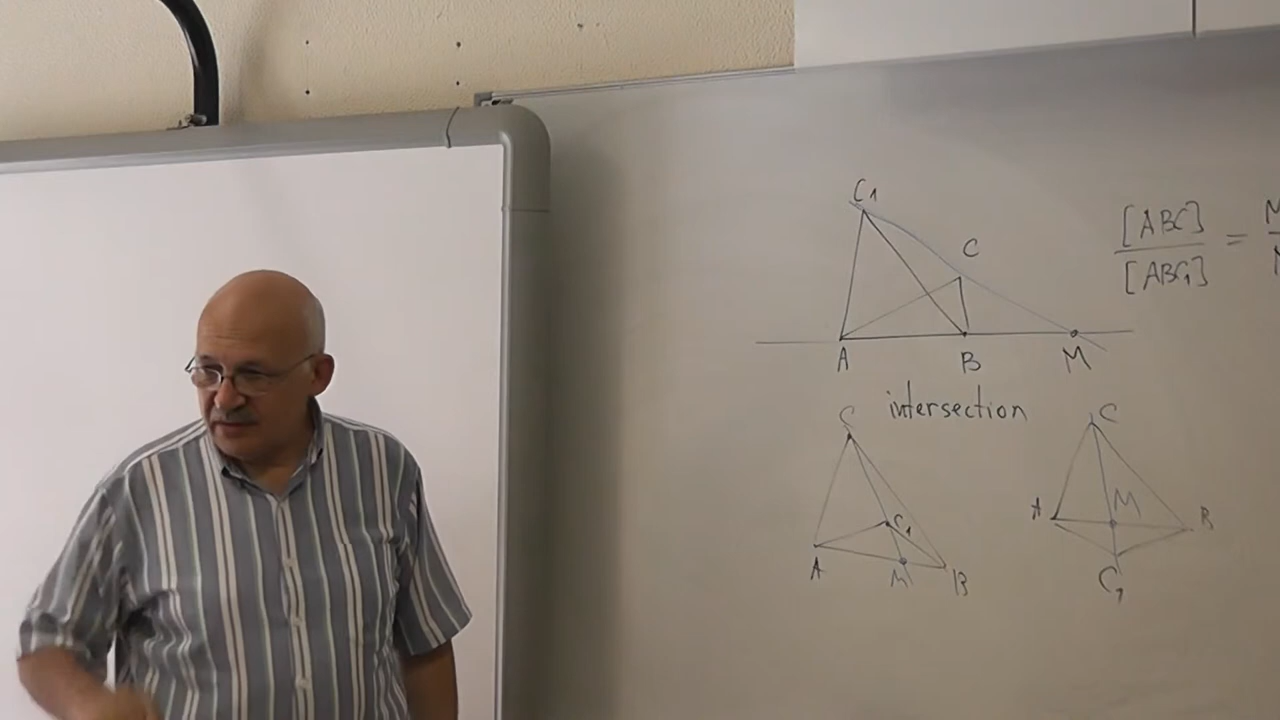 C1
C
[ABC] / [ABC1] = M
A B M
intersection
C
C1
A M B
C
A M B
C1